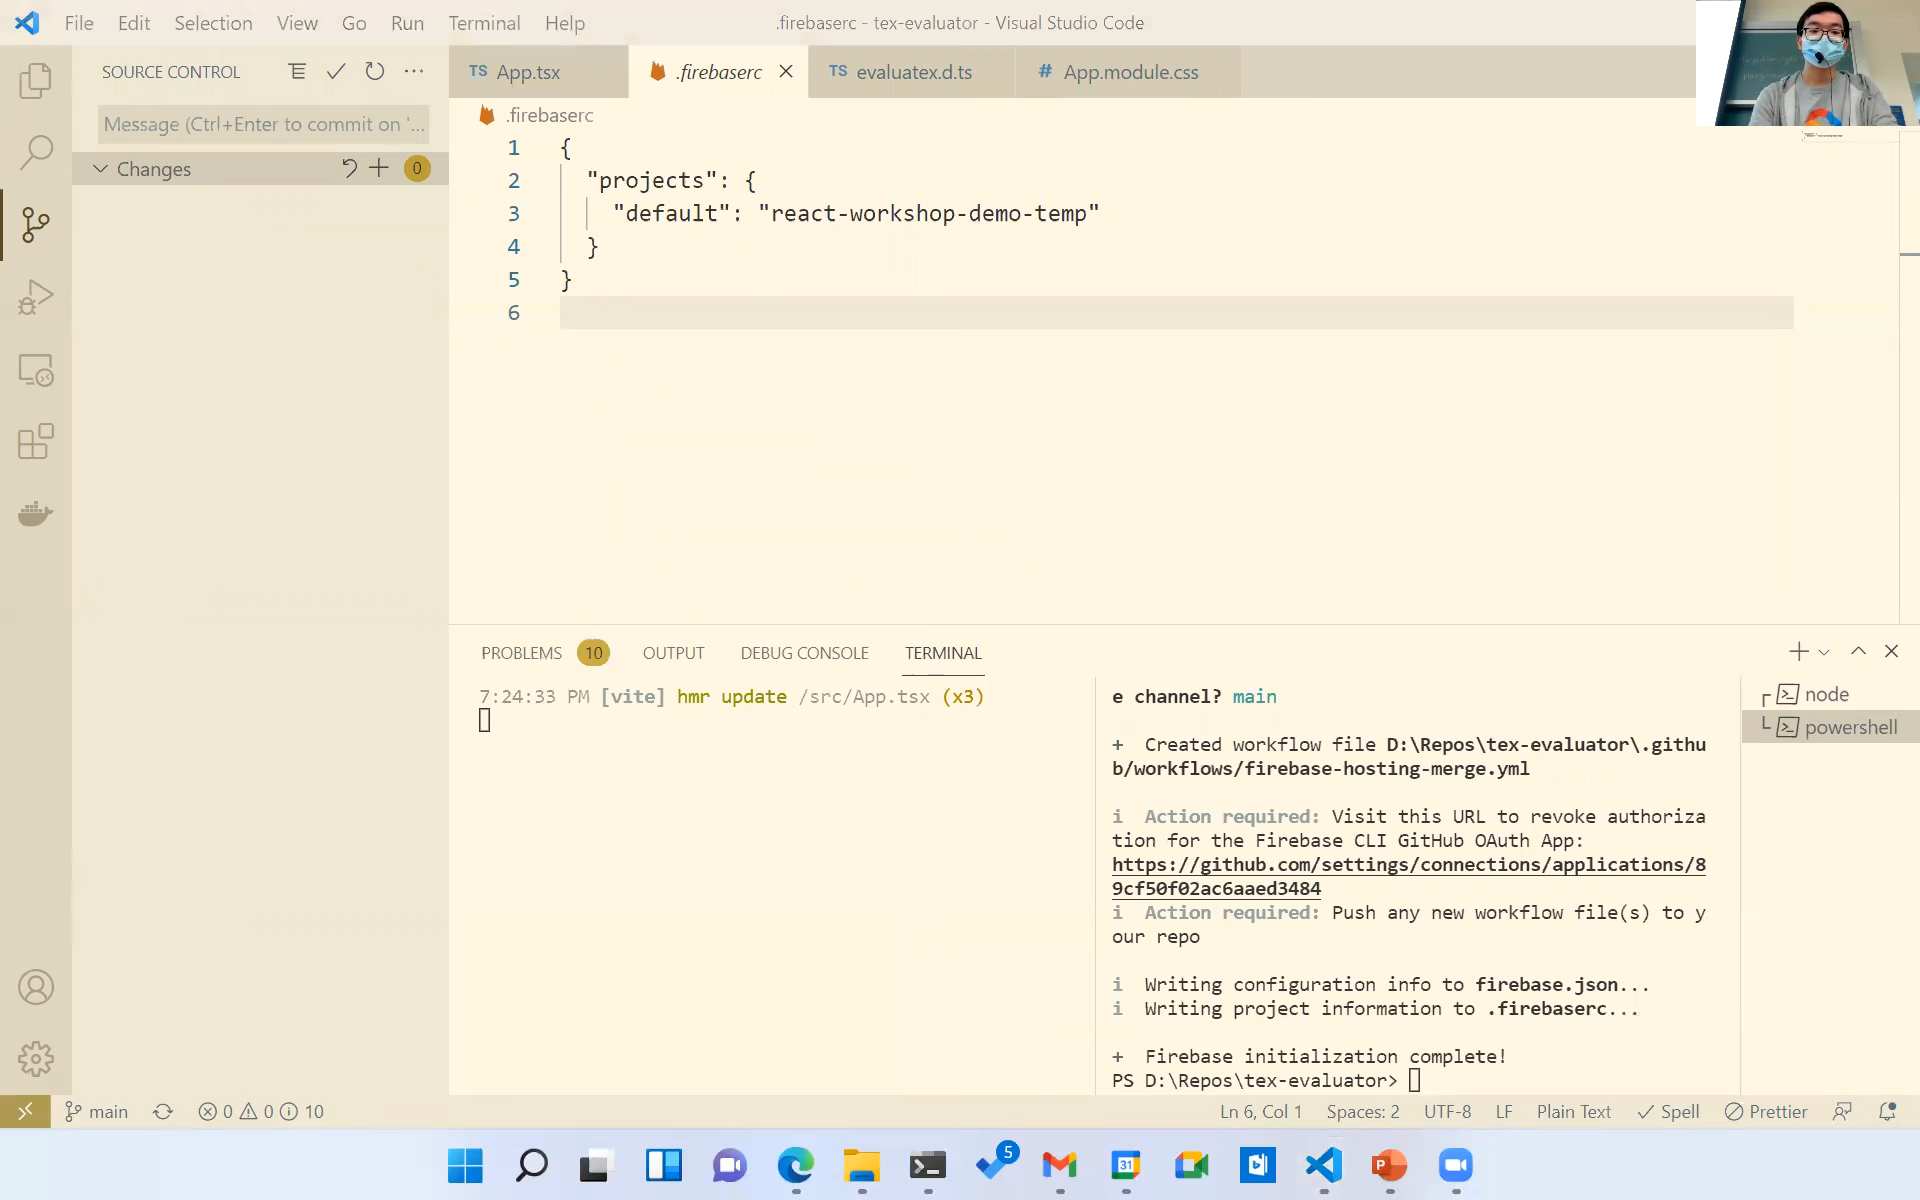 File Edit Selection View Go Run Terminal Help .firebaserc - tex-evaluator - Visual Studio Code
SOURCE CONTROL
Message (Ctrl+Enter to commit on '...
Changes 0
TS App.tsx .firebaserc TS evaluatex.d.ts # App.module.css
.firebaserc
1 {
2 "projects": {
3 "default": "react-workshop-demo-temp"
4 }
5 }
6
PROBLEMS 10 OUTPUT DEBUG CONSOLE TERMINAL
7:24:33 PM [vite] hmr update /src/App.tsx (x3)
e channel? main
+ Created workflow file D:\Repos\tex-evaluator\.githu
b/workflows/firebase-hosting-merge.yml
i Action required: Visit this URL to revoke authoriza
tion for the Firebase CLI GitHub OAuth App:
https://github.com/settings/connections/applications/8
9cf50f02ac6aaed3484
i Action required: Push any new workflow file(s) to y
our repo
i Writing configuration info to firebase.json...
i Writing project information to .firebaserc...
+ Firebase initialization complete!
PS D:\Repos\tex-evaluator>
node
powershell
main 0 0 10 Ln 6, Col 1 Spaces: 2 UTF-8 LF Plain Text Spell Prettier
5
31